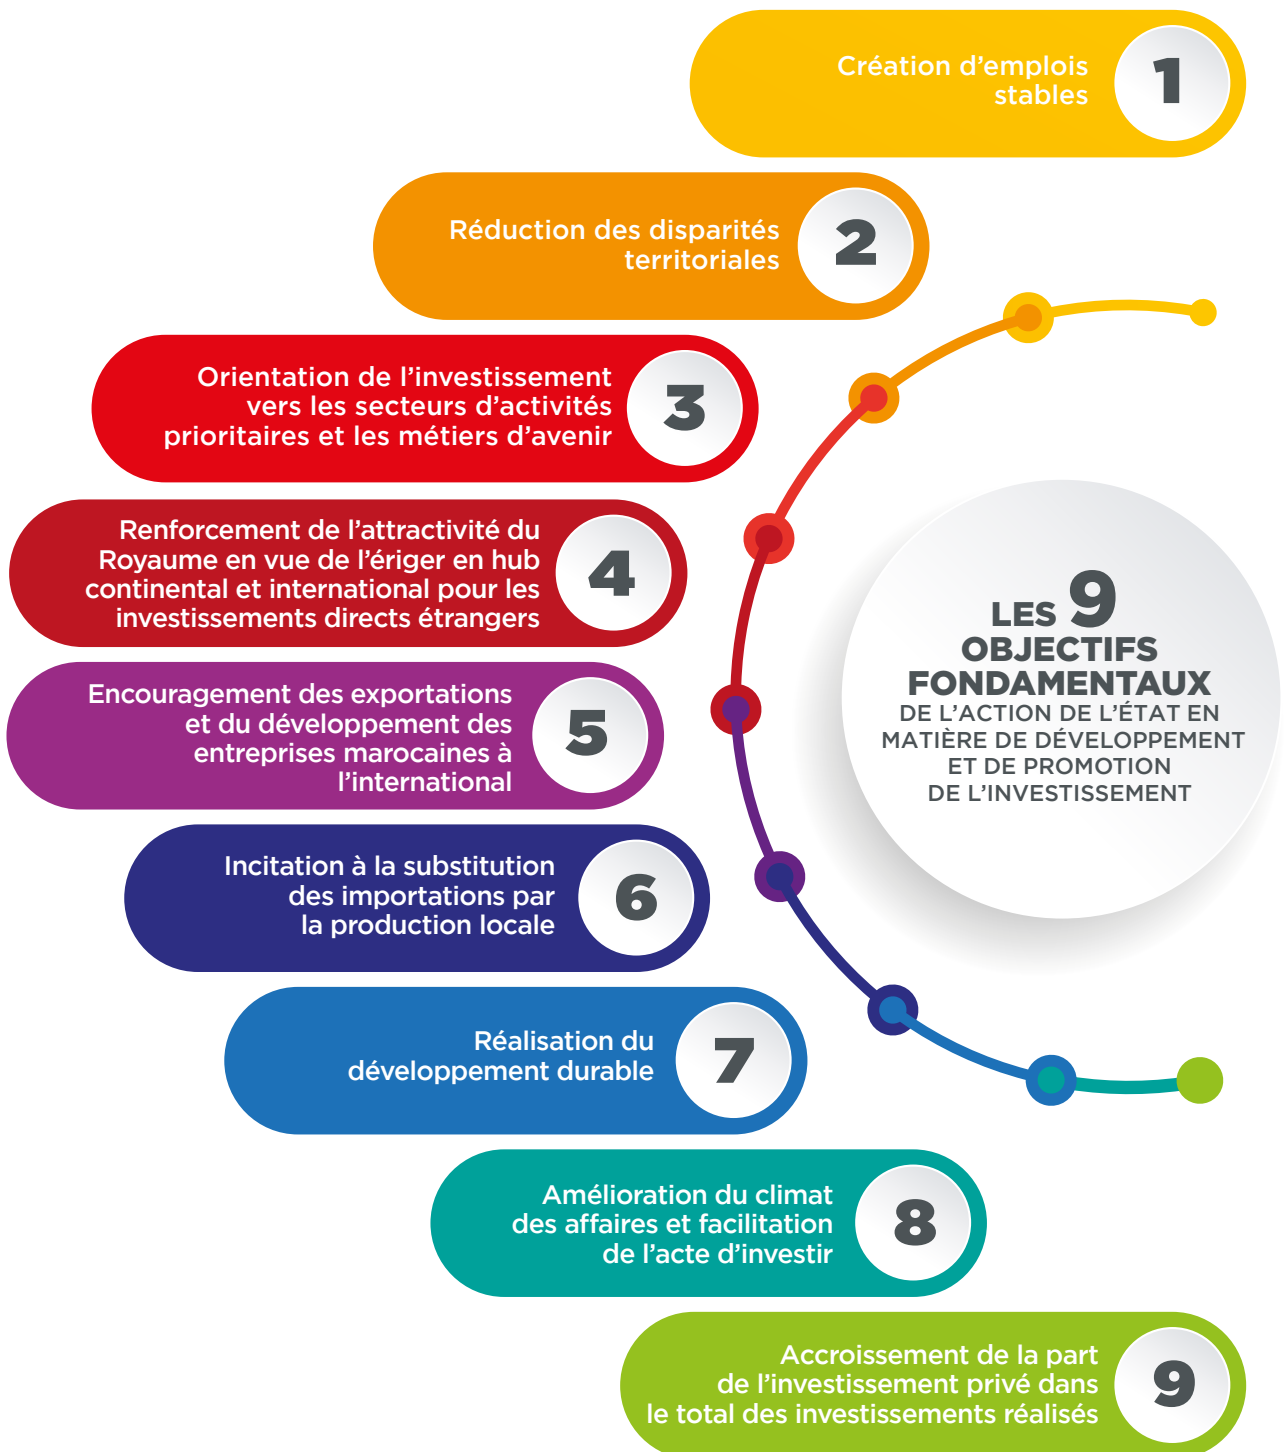 Création d'emplois
stables
1
Réduction des disparités
territoriales
2
Orientation de l'investissement
vers les secteurs d'activités
prioritaires et les métiers d'avenir
3
Renforcement de l'attractivité du
Royaume en vue de l'ériger en hub
continental et international pour les
investissements directs étrangers
4
Encouragement des exportations
et du développement des
entreprises marocaines à
l'international
5
Incitation à la substitution
des importations par
la production locale
6
Réalisation du
développement durable
7
Amélioration du climat
des affaires et facilitation
de l'acte d'investir
8
Accroissement de la part
de l'investissement privé dans
le total des investissements réalisés
9
LES 9
OBJECTIFS
FONDAMENTAUX
DE L'ACTION DE L'ÉTAT EN
MATIÈRE DE DÉVELOPPEMENT
ET DE PROMOTION
DE L'INVESTISSEMENT